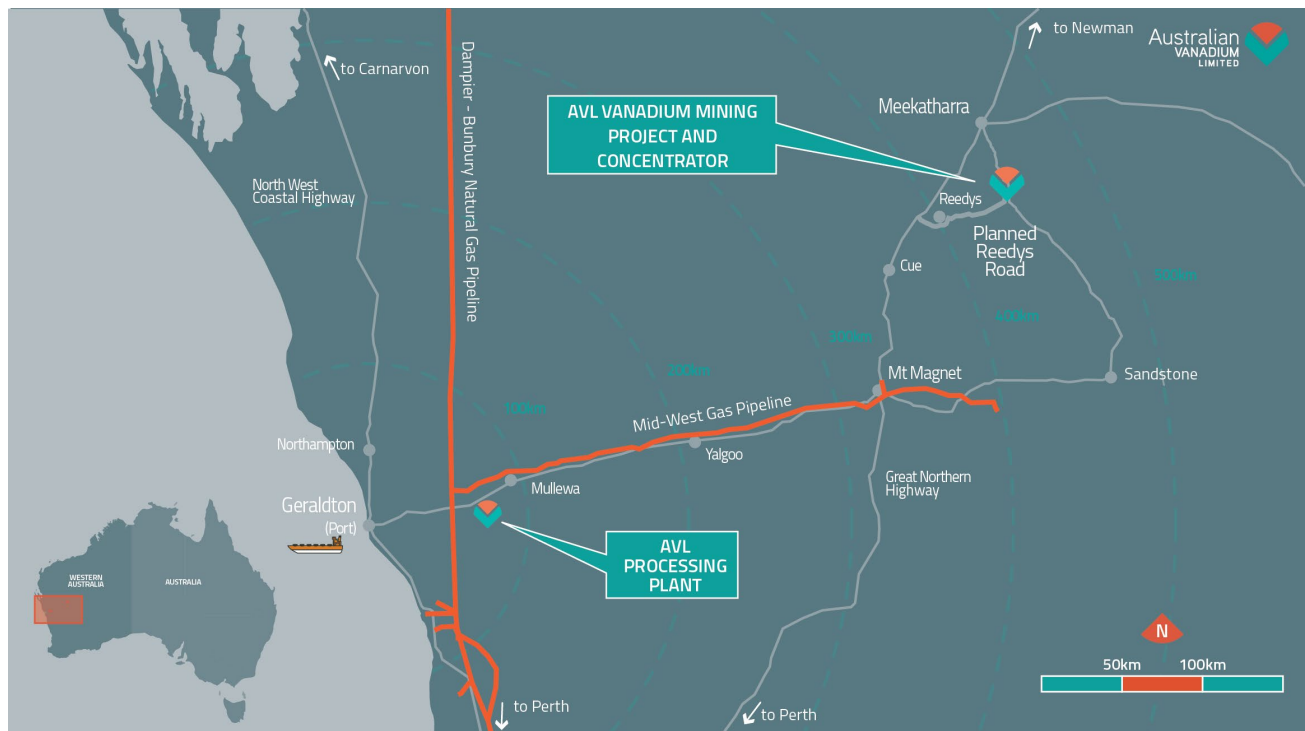 to Carnarvon
to Newman
Australian
VANADIUM
LIMITED
Dampier - Bunbury Natural Gas Pipeline
AVL VANADIUM MINING
PROJECT AND
CONCENTRATOR
Meekatharra
North West
Coastal Highway
Reedys
Planned
Reedys
Road
Cue
500km
400km
300km
200km
100km
Mt Magnet
Sandstone
Mid-West Gas Pipeline
Northampton
Yalgoo
Mullewa
Great Northern
Highway
Geraldton
(Port)
AVL
PROCESSING
PLANT
WESTERN
AUSTRALIA
AUSTRALIA
N
50km
100km
to Perth
to Perth